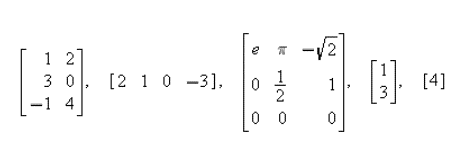 [ 1 2
3 0
-1 4 ],
[2 1 0 -3],
[ e π -√2
0 1/2 1
0 0 0 ],
[ 1
3 ],
[4]